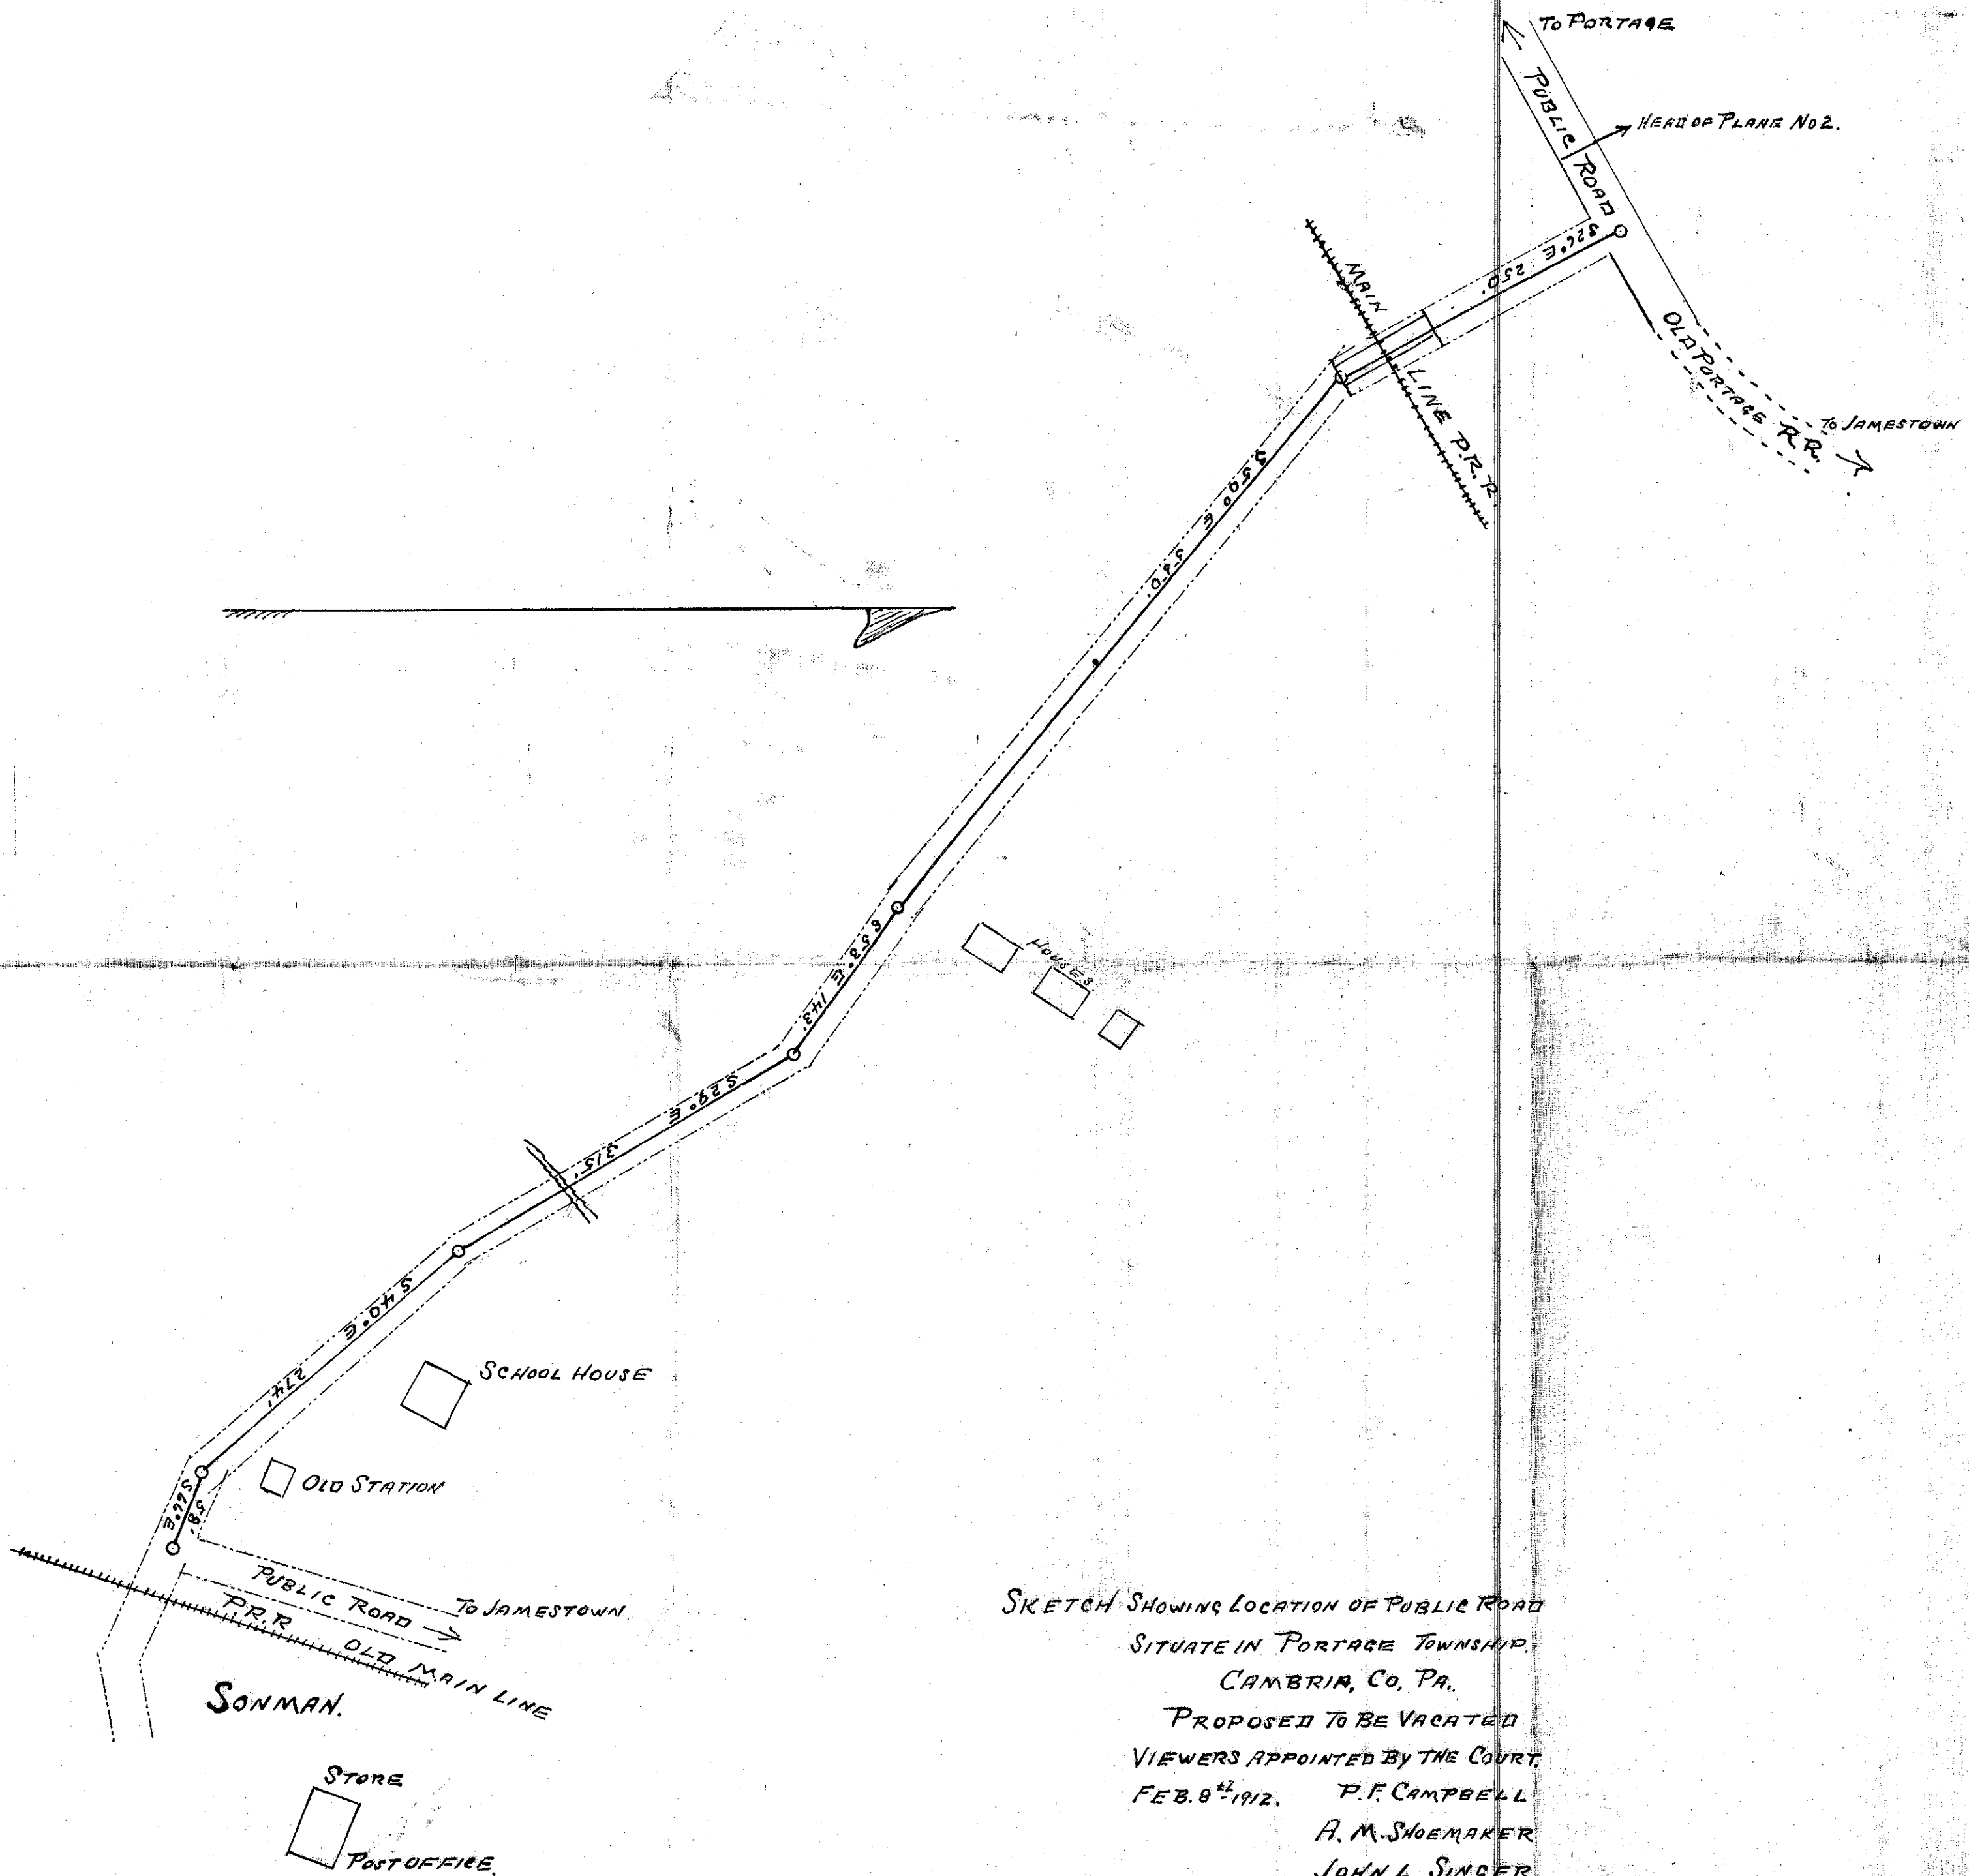 TO PORTAGE
PUBLIC ROAD
HEAD OF PLANE NO 2.
S26°E 250'
MAIN LINE P.R.R.
OLD PORTAGE R.R.
TO JAMESTOWN
S 50° E 540'
HOUSES.
S 53° E 143'
S 29° E 315'
S 40° E 274'
SCHOOL HOUSE
OLD STATION
S66°E 58'
PUBLIC ROAD
TO JAMESTOWN.
P.R.R OLD MAIN LINE
SONMAN.
STORE
POST OFFICE.
SKETCH SHOWING LOCATION OF PUBLIC ROAD
SITUATE IN PORTAGE TOWNSHIP.
CAMBRIA, CO, PA.
PROPOSED TO BE VACATED
VIEWERS APPOINTED BY THE COURT.
FEB. 8th 1912. P.F. CAMPBELL
A. M. SHOEMAKER
JOHN L. SINGER